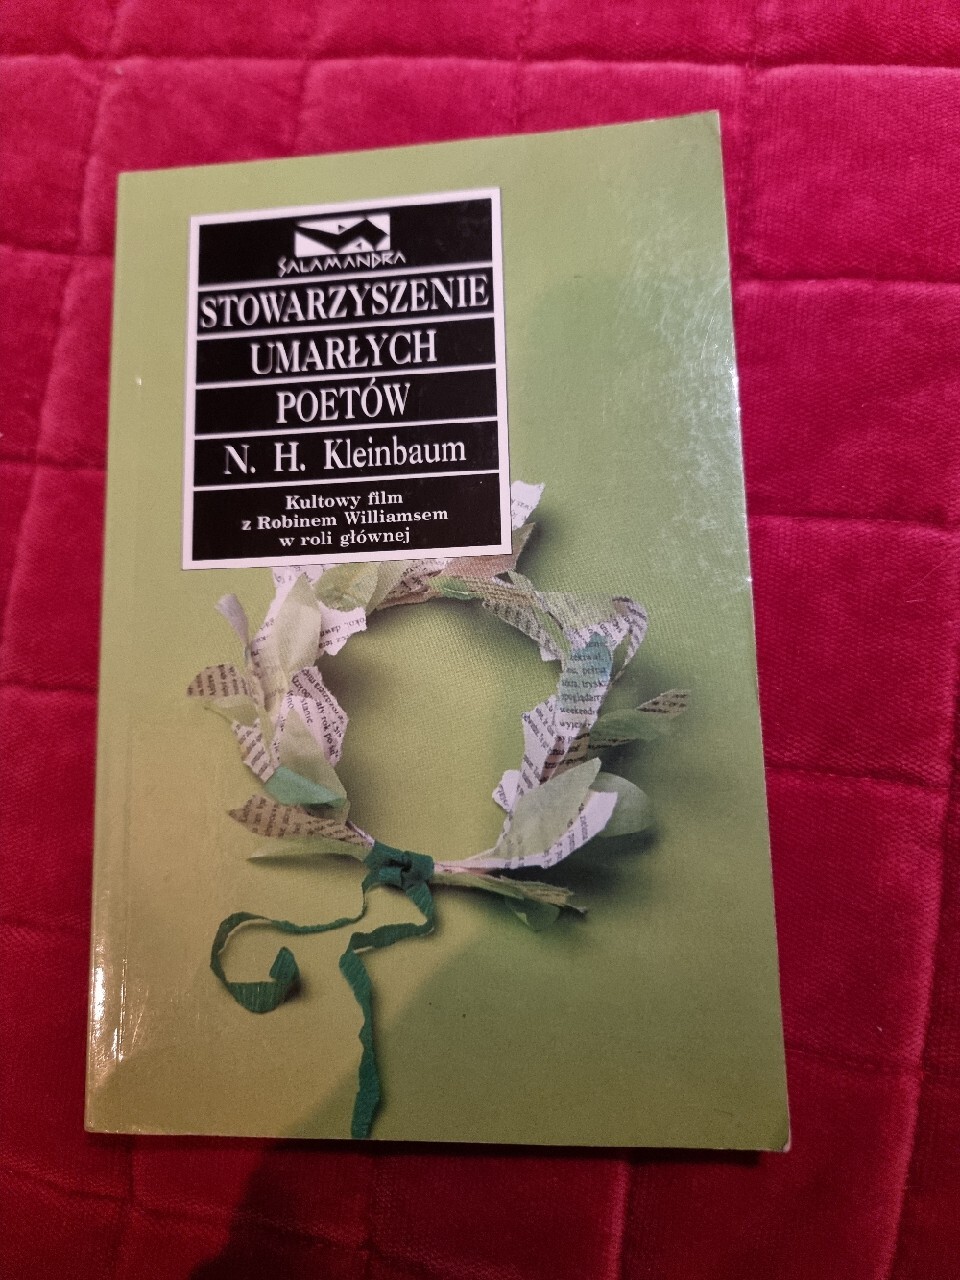 SALAMANDRA
STOWARZYSZENIE
UMARŁYCH
POETÓW
N. H. Kleinbaum
Kultowy film
z Robinem Williamsem
w roli głównej